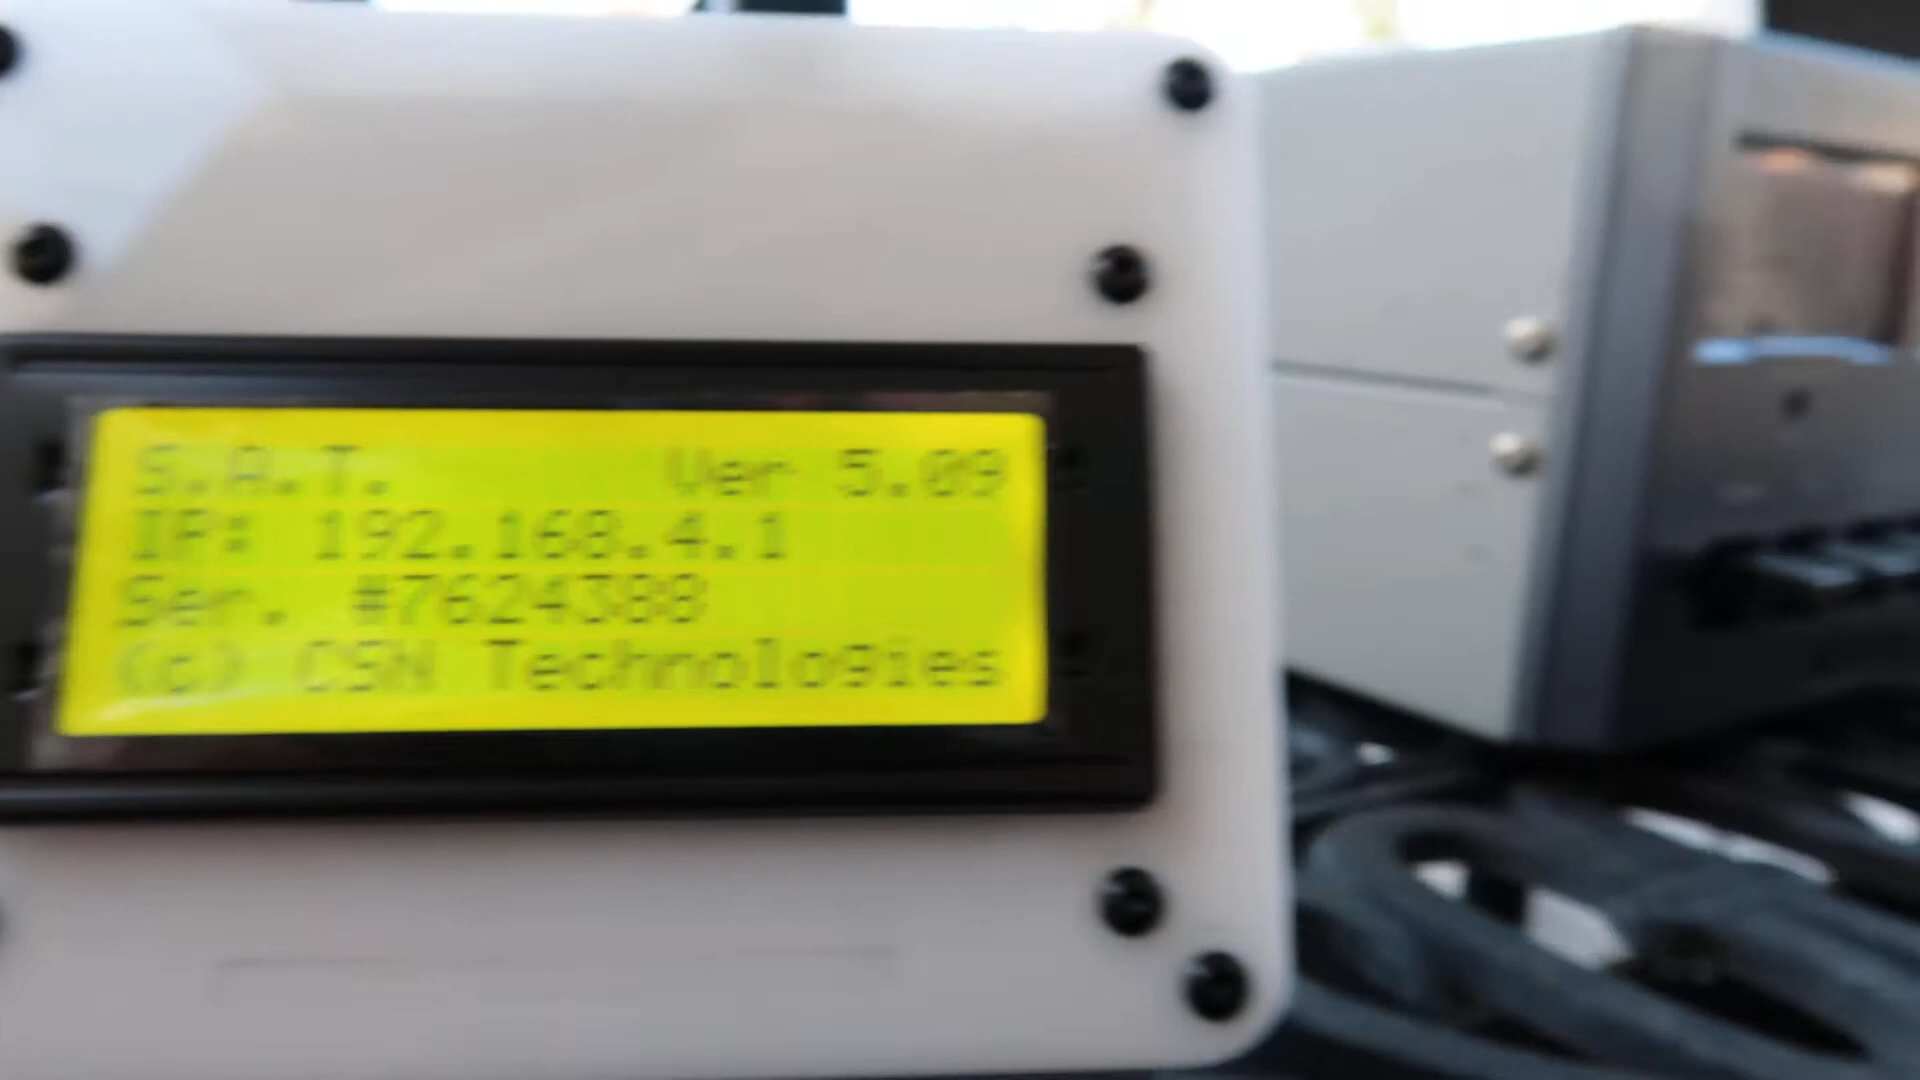 S.A.T. Ver 5.09
IP: 192.168.4.1
Ser. #7624388
(c) CSN Technologies